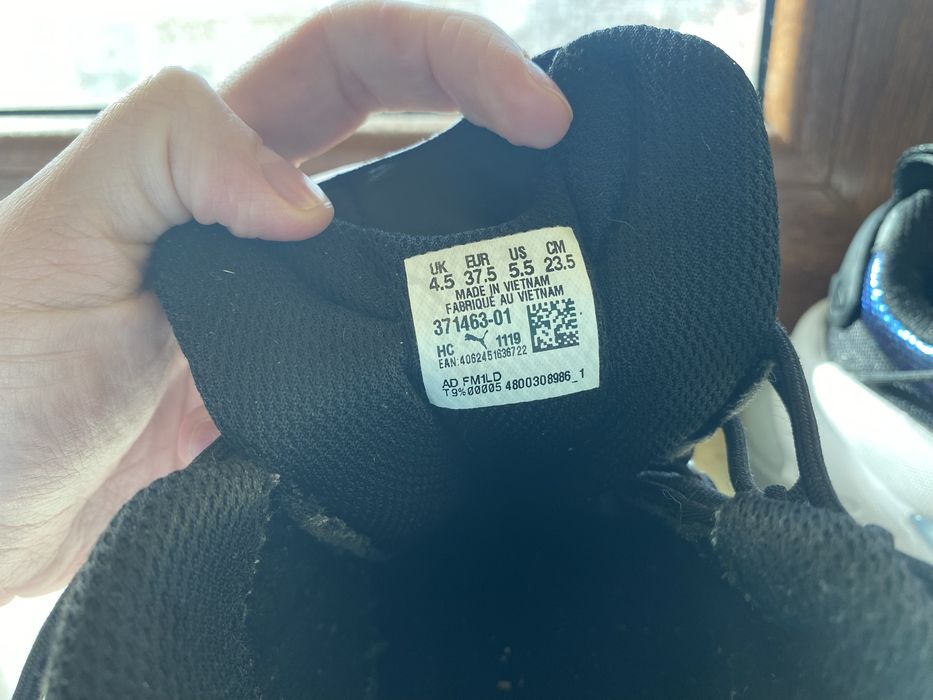 UK EUR US CM
4.5 37.5 5.5 23.5
MADE IN VIETNAM
FABRIQUÉ AU VIETNAM
371463-01
HC 1119
EAN:4062451636722
AD FM1LD
T9%00005 4800308986_1